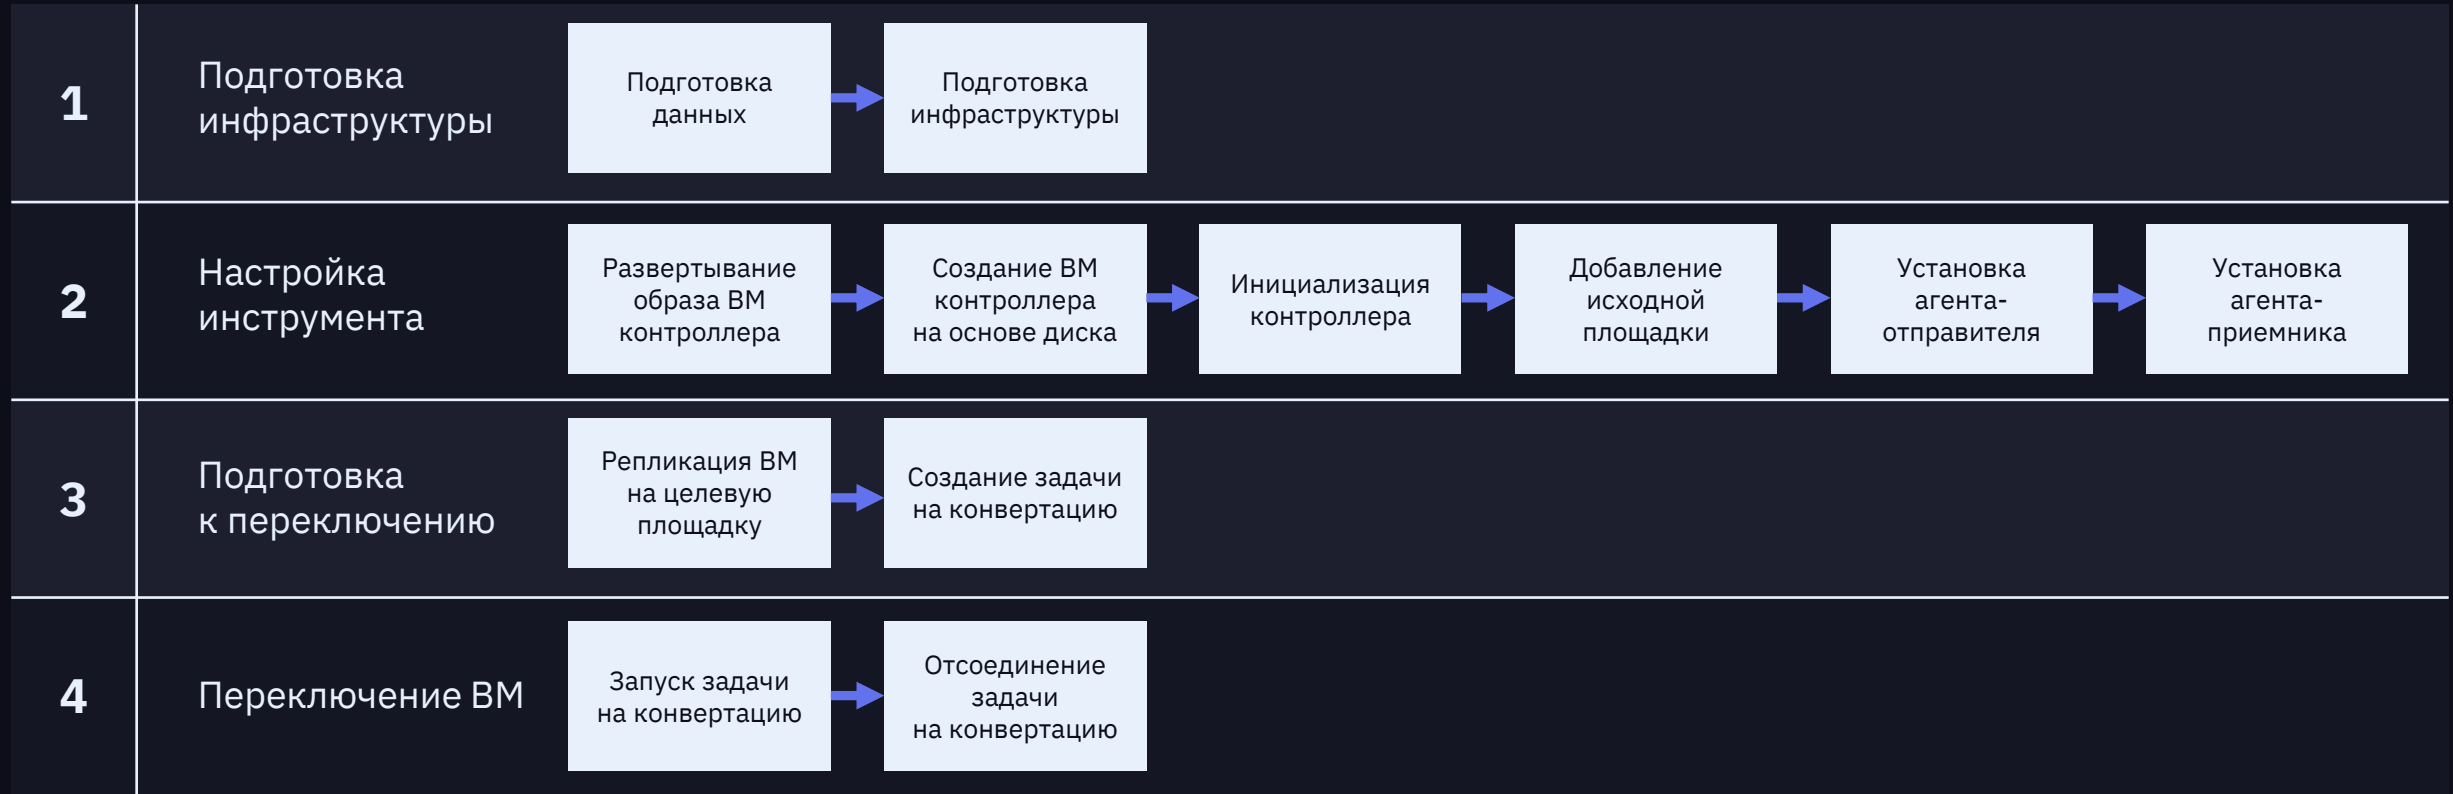 1
Подготовка
инфраструктуры
Подготовка
данных
Подготовка
инфраструктуры
2
Настройка
инструмента
Развертывание
образа ВМ
контроллера
Создание ВМ
контроллера
на основе диска
Инициализация
контроллера
Добавление
исходной
площадки
Установка
агента-
отправителя
Установка
агента-
приемника
3
Подготовка
к переключению
Репликация ВМ
на целевую
площадку
Создание задачи
на конвертацию
4
Переключение ВМ
Запуск задачи
на конвертацию
Отсоединение
задачи
на конвертацию